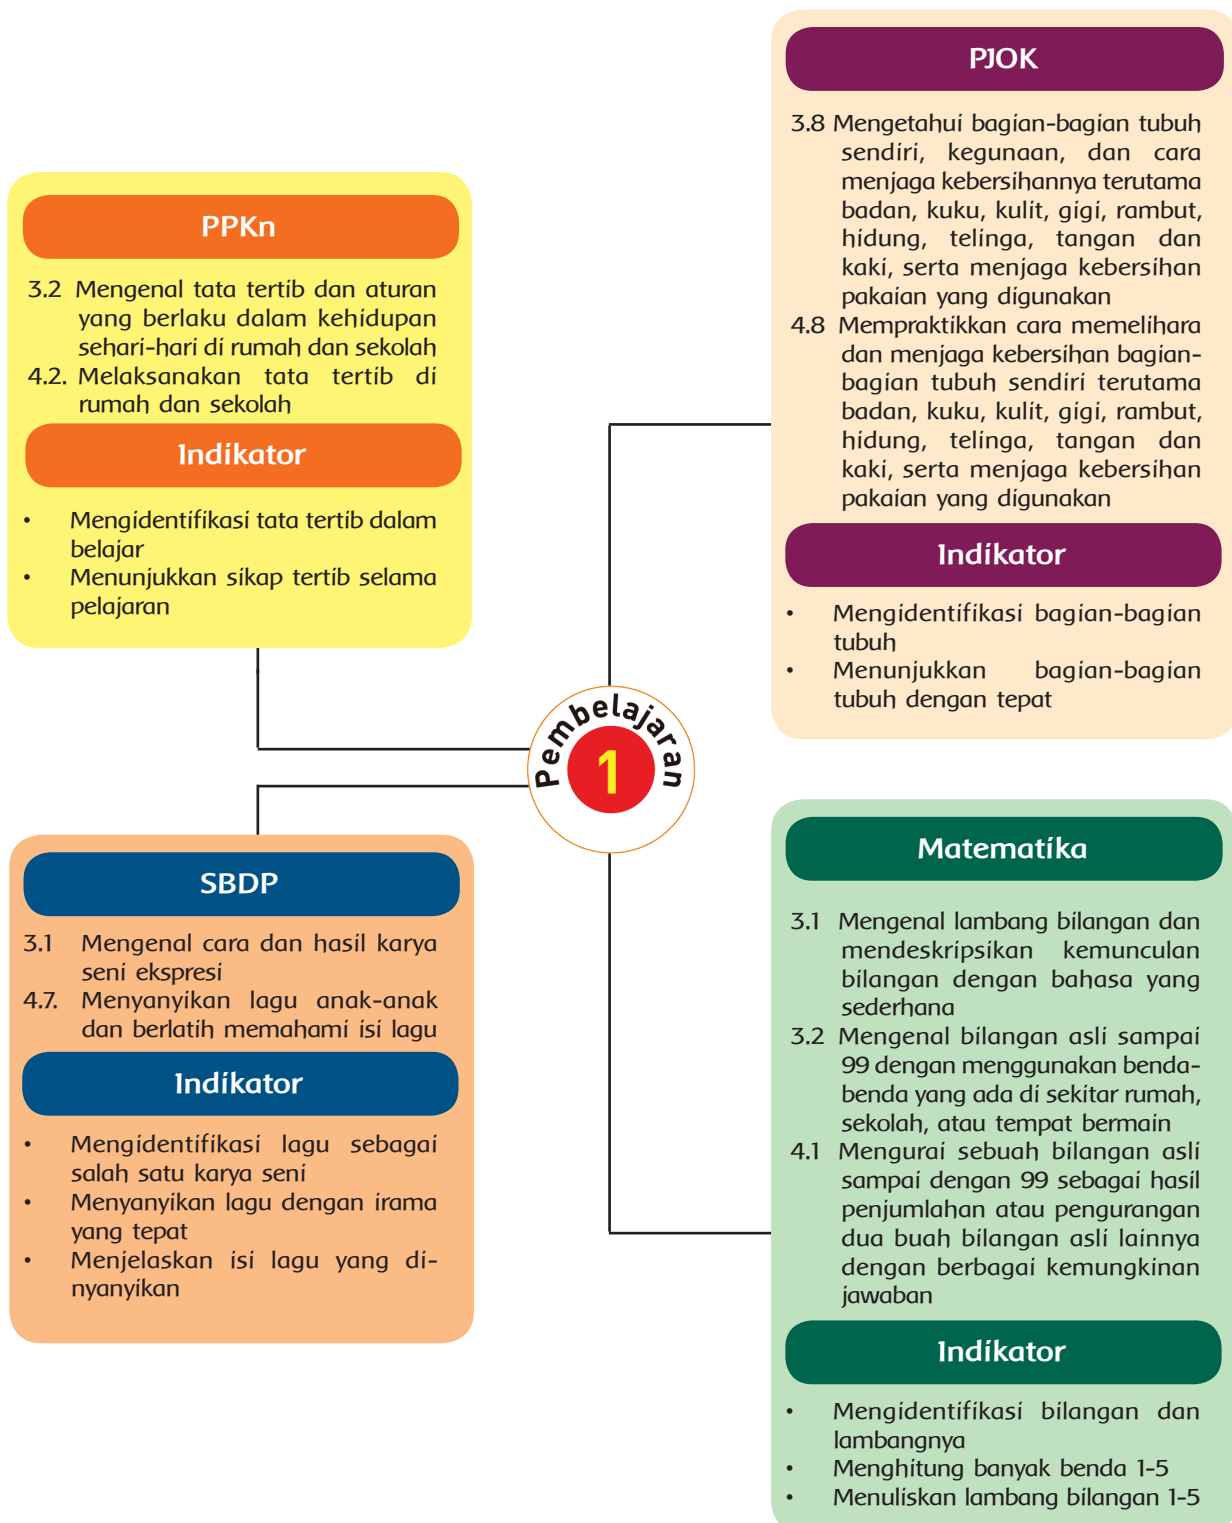 PPKn
3.2 Mengenal tata tertib dan aturan
yang berlaku dalam kehidupan
sehari-hari di rumah dan sekolah
4.2. Melaksanakan tata tertib di
rumah dan sekolah
Indikator
• Mengidentifikasi tata tertib dalam
belajar
• Menunjukkan sikap tertib selama
pelajaran
PJOK
3.8 Mengetahui bagian-bagian tubuh
sendiri, kegunaan, dan cara
menjaga kebersihannya terutama
badan, kuku, kulit, gigi, rambut,
hidung, telinga, tangan dan
kaki, serta menjaga kebersihan
pakaian yang digunakan
4.8 Mempraktikkan cara memelihara
dan menjaga kebersihan bagian-
bagian tubuh sendiri terutama
badan, kuku, kulit, gigi, rambut,
hidung, telinga, tangan dan
kaki, serta menjaga kebersihan
pakaian yang digunakan
Indikator
• Mengidentifikasi bagian-bagian
tubuh
• Menunjukkan bagian-bagian
tubuh dengan tepat
Pembelajaran
1
SBDP
3.1 Mengenal cara dan hasil karya
seni ekspresi
4.7. Menyanyikan lagu anak-anak
dan berlatih memahami isi lagu
Indikator
• Mengidentifikasi lagu sebagai
salah satu karya seni
• Menyanyikan lagu dengan irama
yang tepat
• Menjelaskan isi lagu yang di-
nyanyikan
Matematika
3.1 Mengenal lambang bilangan dan
mendeskripsikan kemunculan
bilangan dengan bahasa yang
sederhana
3.2 Mengenal bilangan asli sampai
99 dengan menggunakan benda-
benda yang ada di sekitar rumah,
sekolah, atau tempat bermain
4.1 Mengurai sebuah bilangan asli
sampai dengan 99 sebagai hasil
penjumlahan atau pengurangan
dua buah bilangan asli lainnya
dengan berbagai kemungkinan
jawaban
Indikator
• Mengidentifikasi bilangan dan
lambangnya
• Menghitung banyak benda 1-5
• Menuliskan lambang bilangan 1-5